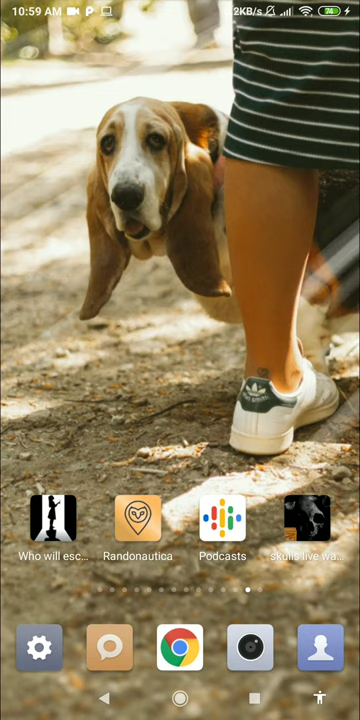 10:59 AM
2KB/s
74
Who will esc...
Randonautica
Podcasts
skulls live wa...